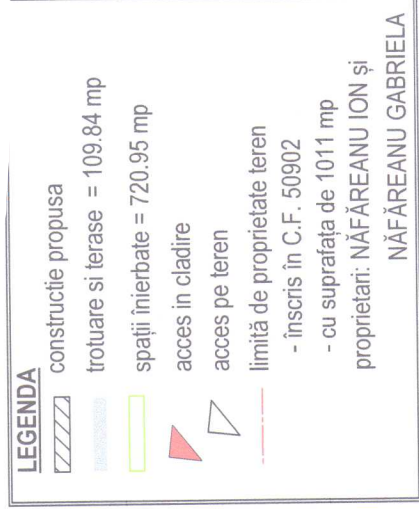 LEGENDA
constructie propusa
trotuare si terase = 109.84 mp
spații înierbate = 720.95 mp
acces in cladire
acces pe teren
limită de proprietate teren
- înscris în C.F. 50902
- cu suprafața de 1011 mp
proprietari: NĂFĂREANU ION și
NĂFĂREANU GABRIELA